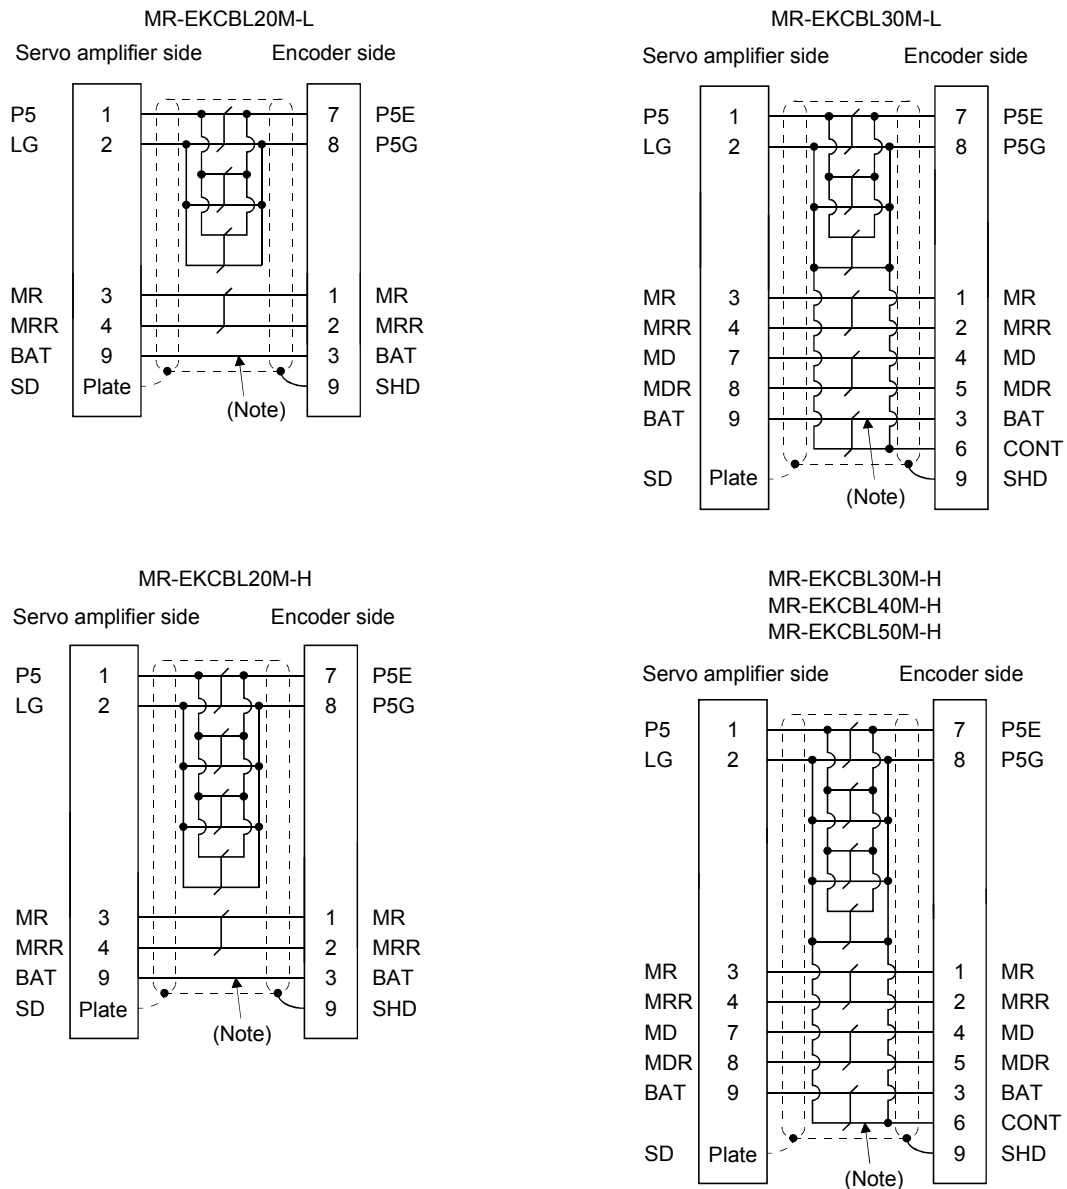 MR-EKCBL20M-L
Servo amplifier side Encoder side
P5 1 7 P5E
LG 2 8 P5G
MR 3 1 MR
MRR 4 2 MRR
BAT 9 3 BAT
SD Plate 9 SHD
(Note)
MR-EKCBL30M-L
Servo amplifier side Encoder side
P5 1 7 P5E
LG 2 8 P5G
MR 3 1 MR
MRR 4 2 MRR
MD 7 4 MD
MDR 8 5 MDR
BAT 9 3 BAT
6 CONT
SD Plate 9 SHD
(Note)
MR-EKCBL20M-H
Servo amplifier side Encoder side
P5 1 7 P5E
LG 2 8 P5G
MR 3 1 MR
MRR 4 2 MRR
BAT 9 3 BAT
SD Plate 9 SHD
(Note)
MR-EKCBL30M-H
MR-EKCBL40M-H
MR-EKCBL50M-H
Servo amplifier side Encoder side
P5 1 7 P5E
LG 2 8 P5G
MR 3 1 MR
MRR 4 2 MRR
MD 7 4 MD
MDR 8 5 MDR
BAT 9 3 BAT
6 CONT
SD Plate 9 SHD
(Note)